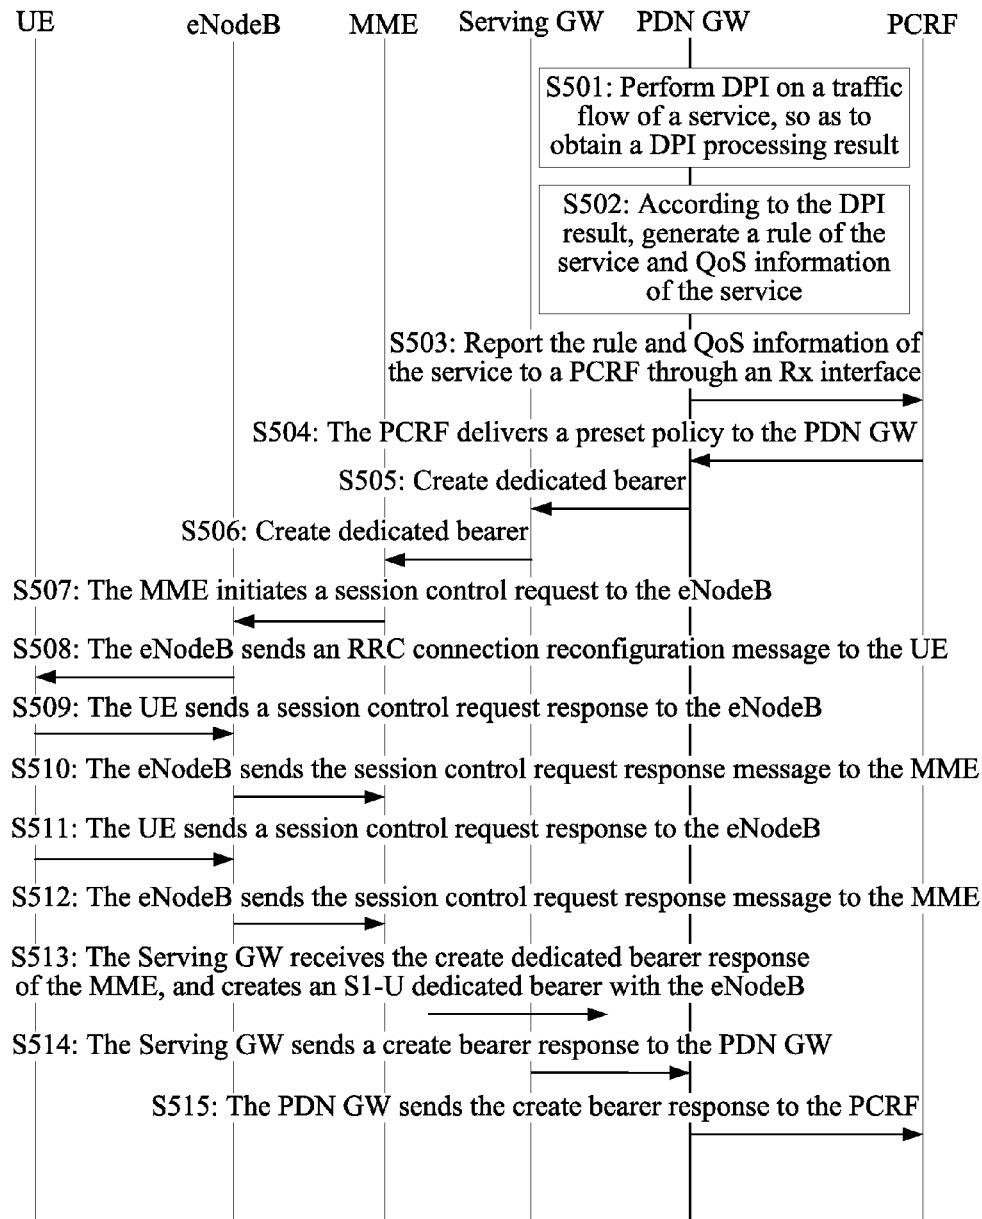 UE eNodeB MME Serving GW PDN GW PCRF
S501: Perform DPI on a traffic
flow of a service, so as to
obtain a DPI processing result
S502: According to the DPI
result, generate a rule of the
service and QoS information
of the service
S503: Report the rule and QoS information of
the service to a PCRF through an Rx interface
S504: The PCRF delivers a preset policy to the PDN GW
S505: Create dedicated bearer
S506: Create dedicated bearer
S507: The MME initiates a session control request to the eNodeB
S508: The eNodeB sends an RRC connection reconfiguration message to the UE
S509: The UE sends a session control request response to the eNodeB
S510: The eNodeB sends the session control request response message to the MME
S511: The UE sends a session control request response to the eNodeB
S512: The eNodeB sends the session control request response message to the MME
S513: The Serving GW receives the create dedicated bearer response
of the MME, and creates an S1-U dedicated bearer with the eNodeB
S514: The Serving GW sends a create bearer response to the PDN GW
S515: The PDN GW sends the create bearer response to the PCRF